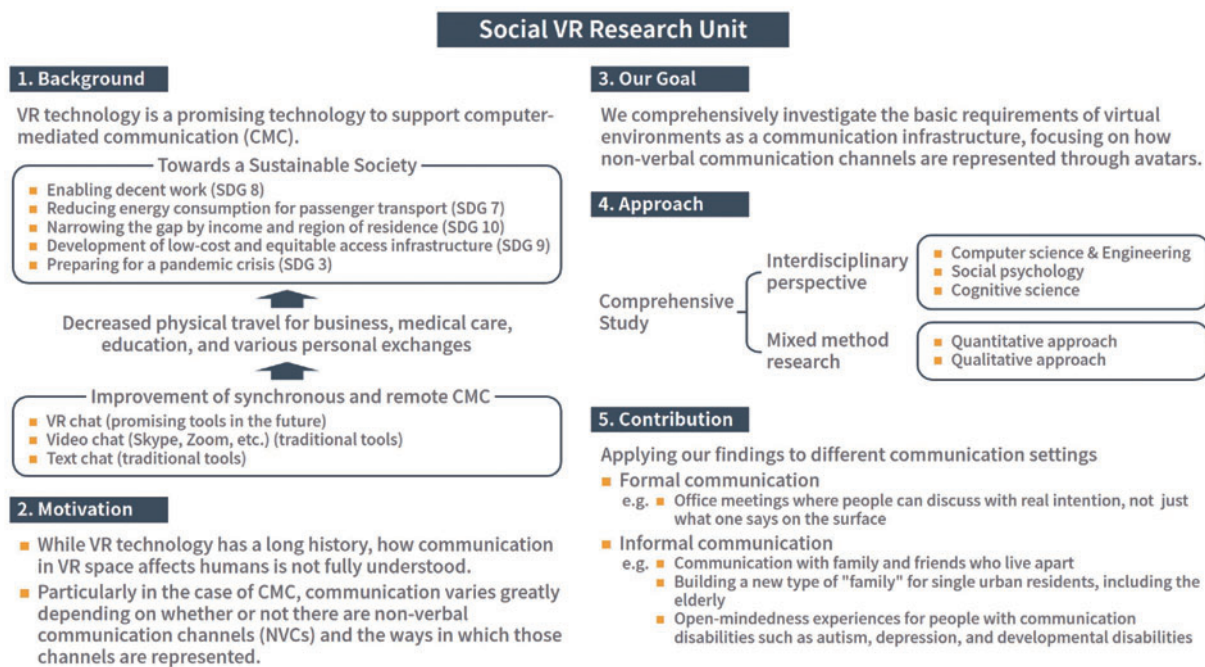 Social VR Research Unit
1. Background
VR technology is a promising technology to support computer-
mediated communication (CMC).
Towards a Sustainable Society
Enabling decent work (SDG 8)
Reducing energy consumption for passenger transport (SDG 7)
Narrowing the gap by income and region of residence (SDG 10)
Development of low-cost and equitable access infrastructure (SDG 9)
Preparing for a pandemic crisis (SDG 3)
Decreased physical travel for business, medical care,
education, and various personal exchanges
Improvement of synchronous and remote CMC
VR chat (promising tools in the future)
Video chat (Skype, Zoom, etc.) (traditional tools)
Text chat (traditional tools)
2. Motivation
While VR technology has a long history, how communication
in VR space affects humans is not fully understood.
Particularly in the case of CMC, communication varies greatly
depending on whether or not there are non-verbal
communication channels (NVCs) and the ways in which those
channels are represented.
3. Our Goal
We comprehensively investigate the basic requirements of virtual
environments as a communication infrastructure, focusing on how
non-verbal communication channels are represented through avatars.
4. Approach
Comprehensive
Study
Interdisciplinary
perspective
Computer science & Engineering
Social psychology
Cognitive science
Mixed method
research
Quantitative approach
Qualitative approach
5. Contribution
Applying our findings to different communication settings
Formal communication
e.g. Office meetings where people can discuss with real intention, not just
what one says on the surface
Informal communication
e.g. Communication with family and friends who live apart
Building a new type of "family" for single urban residents, including the
elderly
Open-mindedness experiences for people with communication
disabilities such as autism, depression, and developmental disabilities